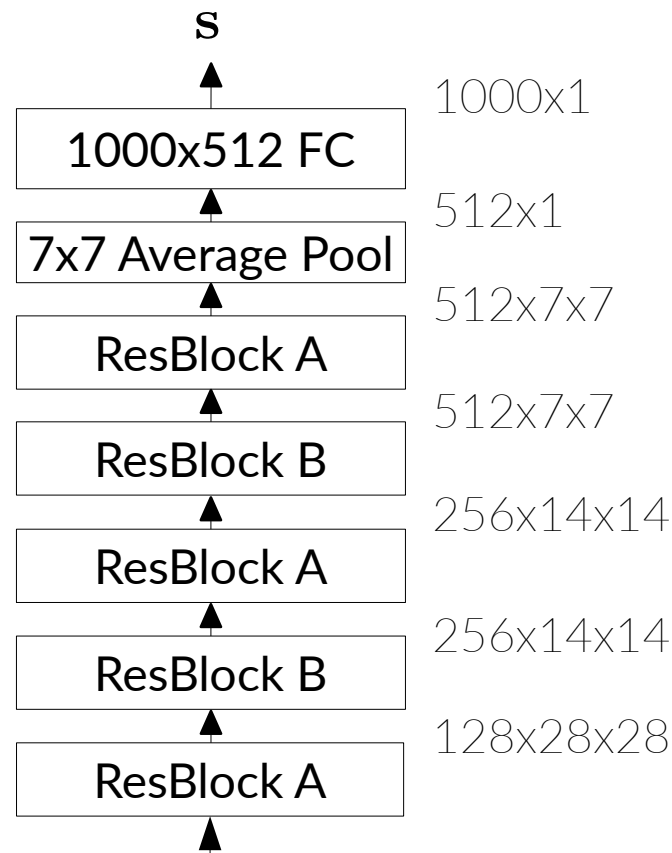 s
1000x1
1000x512 FC
512x1
7x7 Average Pool
512x7x7
ResBlock A
512x7x7
ResBlock B
256x14x14
ResBlock A
256x14x14
ResBlock B
128x28x28
ResBlock A